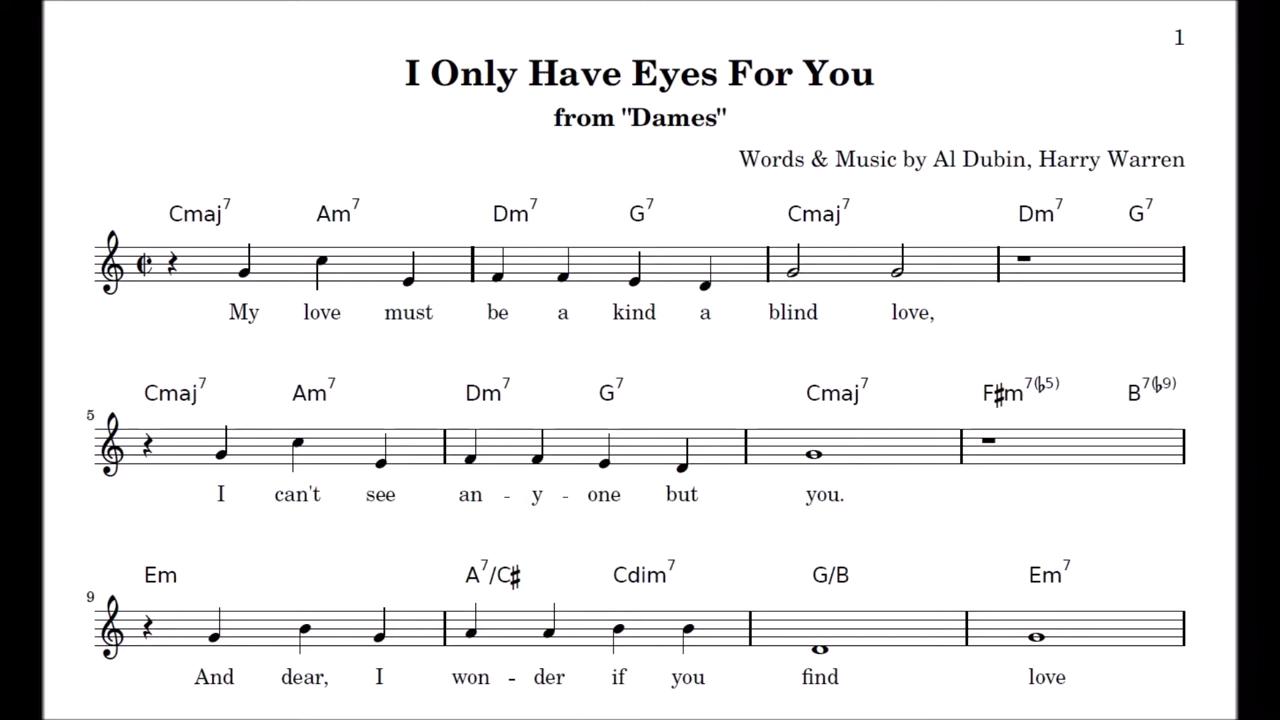 1
I Only Have Eyes For You
from "Dames"
Words & Music by Al Dubin, Harry Warren
Cmaj7 Am7 Dm7 G7 Cmaj7 Dm7 G7
My love must be a kind a blind love,
Cmaj7 Am7 Dm7 G7 Cmaj7 F♯m7(♭5) B7(♭9)
5
I can't see an - y - one but you.
Em A7/C♯ Cdim7 G/B Em7
9
And dear, I won - der if you find love